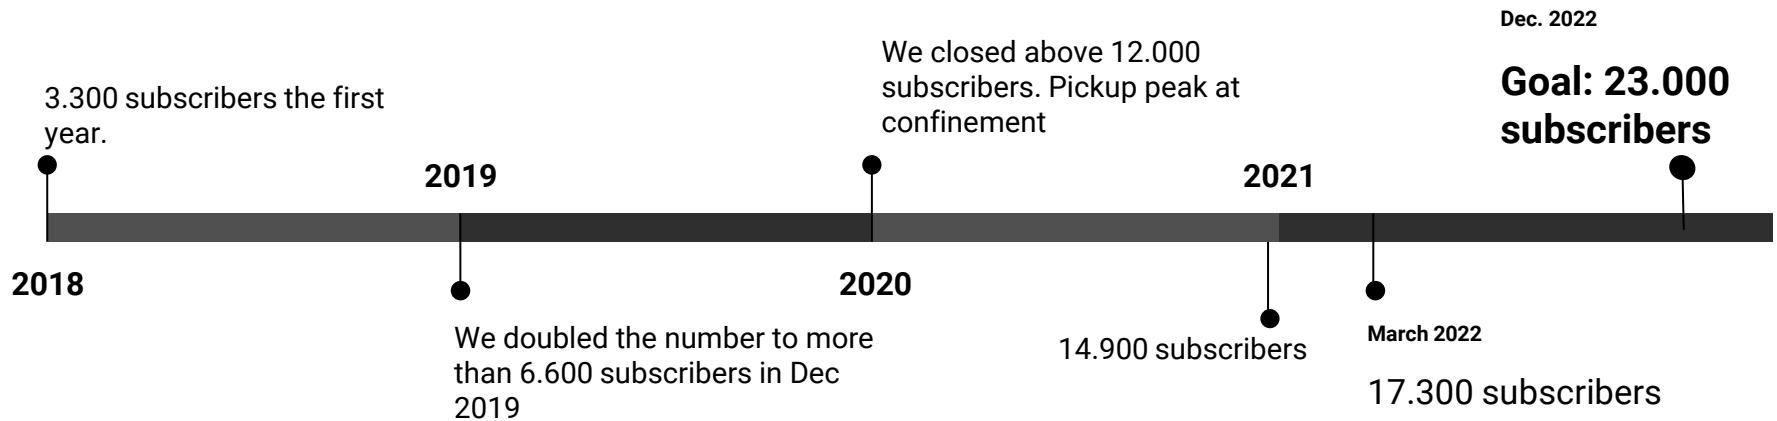 3.300 subscribers the first
year.
2018
2019
We doubled the number to more
than 6.600 subscribers in Dec
2019
We closed above 12.000
subscribers. Pickup peak at
confinement
2020
2021
14.900 subscribers
March 2022
17.300 subscribers
Dec. 2022
Goal: 23.000
subscribers